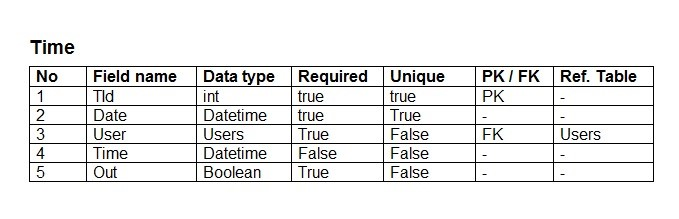 Time
No Field name Data type Required Unique PK / FK Ref. Table
1 TId int true true PK -
2 Date Datetime true True - -
3 User Users True False FK Users
4 Time Datetime False False - -
5 Out Boolean True False - -